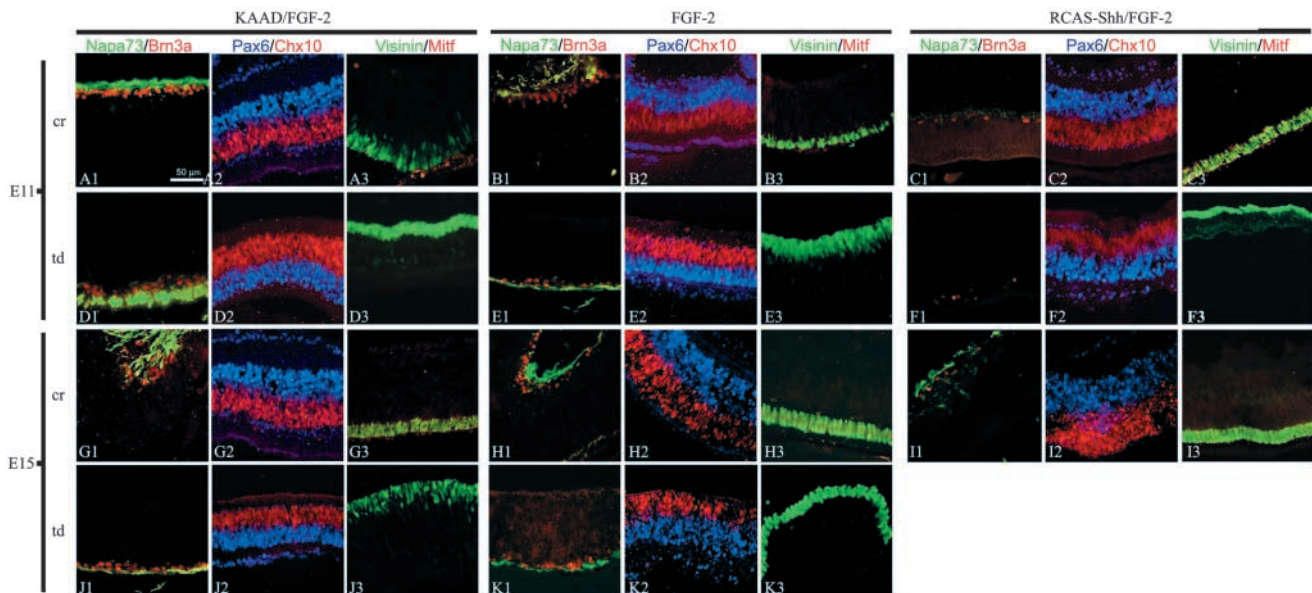 KAAD/FGF-2 FGF-2 RCAS-Shh/FGF-2
Napa73/Brn3a Pax6/Chx10 Visinin/Mitf Napa73/Brn3a Pax6/Chx10 Visinin/Mitf Napa73/Brn3a Pax6/Chx10 Visinin/Mitf
cr
50 µm
A1 A2 A3 B1 B2 B3 C1 C2 C3
E11
td
D1 D2 D3 E1 E2 E3 F1 F2 F3
cr
G1 G2 G3 H1 H2 H3 I1 I2 I3
E15
td
J1 J2 J3 K1 K2 K3